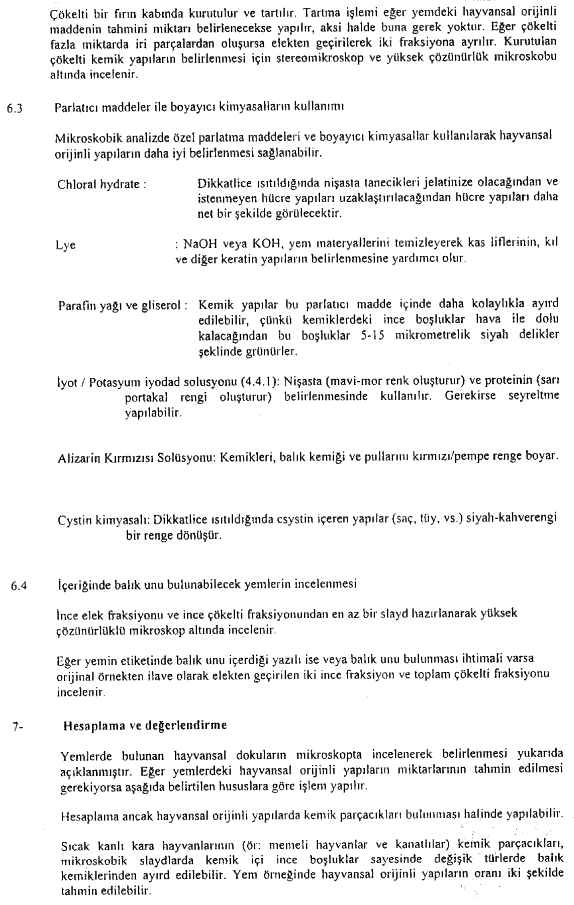 Çökelti bir fırın kabında kurutulur ve tartılır. Tartma işlemi eğer yemdeki hayvansal orijinli
maddenin tahmini miktarı belirlenecekse yapılır, aksi halde buna gerek yoktur. Eğer çökelti
fazla miktarda iri parçalardan oluşursa elekten geçirilerek iki fraksiyona ayrılır. Kurutulan
çökelti kemik yapıların belirlenmesi için stereomikroskop ve yüksek çözünürlük mikroskobu
altında incelenir.
6.3 Parlatıcı maddeler ile boyayıcı kimyasalların kullanımı
Mikroskobik analizde özel parlatma maddeleri ve boyayıcı kimyasallar kullanılarak hayvansal
orijinli yapıların daha iyi belirlenmesi sağlanabilir.
Chloral hydrate : Dikkatlice ısıtıldığında nişasta tanecikleri jelatinize olacağından ve
istenmeyen hücre yapıları uzaklaştırılacağından hücre yapıları daha
net bir şekilde görülecektir.
Lye : NaOH veya KOH, yem materyallerini temizleyerek kas liflerinin, kıl
ve diğer keratin yapıların belirlenmesine yardımcı olur.
Parafin yağı ve gliserol : Kemik yapılar bu parlatıcı madde içinde daha kolaylıkla ayırd
edilebilir, çünkü kemiklerdeki ince boşluklar hava ile dolu
kalacağından bu boşluklar 5-15 mikrometrelik siyah delikler
şeklinde grünürler.
İyot / Potasyum iyodad solusyonu (4.4.1): Nişasta (mavi-mor renk oluşturur) ve proteinin (sarı
portakal rengi oluşturur) belirlenmesinde kullanılır. Gerekirse seyreltme
yapılabilir.
Alizarin Kırmızısı Solüsyonu: Kemikleri, balık kemiği ve pullarını kırmızı/pempe renge boyar.
Cystin kimyasalı: Dikkatlice ısıtıldığında csystin içeren yapılar (saç, tüy, vs.) siyah-kahverengi
bir renge dönüşür.
6.4 İçeriğinde balık unu bulunabilecek yemlerin incelenmesi
İnce elek fraksiyonu ve ince çökelti fraksiyonundan en az bir slayd hazırlanarak yüksek
çözünürlüklü mikroskop altında incelenir.
Eğer yemin etiketinde balık unu içerdiği yazılı ise veya balık unu bulunması ihtimali varsa
orijinal örnekten ilave olarak elekten geçirilen iki ince fraksiyon ve toplam çökelti fraksiyonu
incelenir.
7- Hesaplama ve değerlendirme
Yemlerde bulunan hayvansal dokuların mikroskopta incelenerek belirlenmesi yukarıda
açıklanmıştır. Eğer yemlerdeki hayvansal orijinli yapıların miktarlarının tahmin edilmesi
gerekiyorsa aşağıda belirtilen hususlara göre işlem yapılır.
Hesaplama ancak hayvansal orijinli yapılarda kemik parçacıkları bulunması halinde yapılabilir.
Sıcak kanlı kara hayvanlarının (ör: memeli hayvanlar ve kanatlılar) kemik parçacıkları,
mikroskobik slaydlarda kemik içi ince boşluklar sayesinde değişik türlerde balık
kemiklerinden ayırd edilebilir. Yem örneğinde hayvansal orijinli yapıların oranı iki şekilde
tahmin edilebilir.